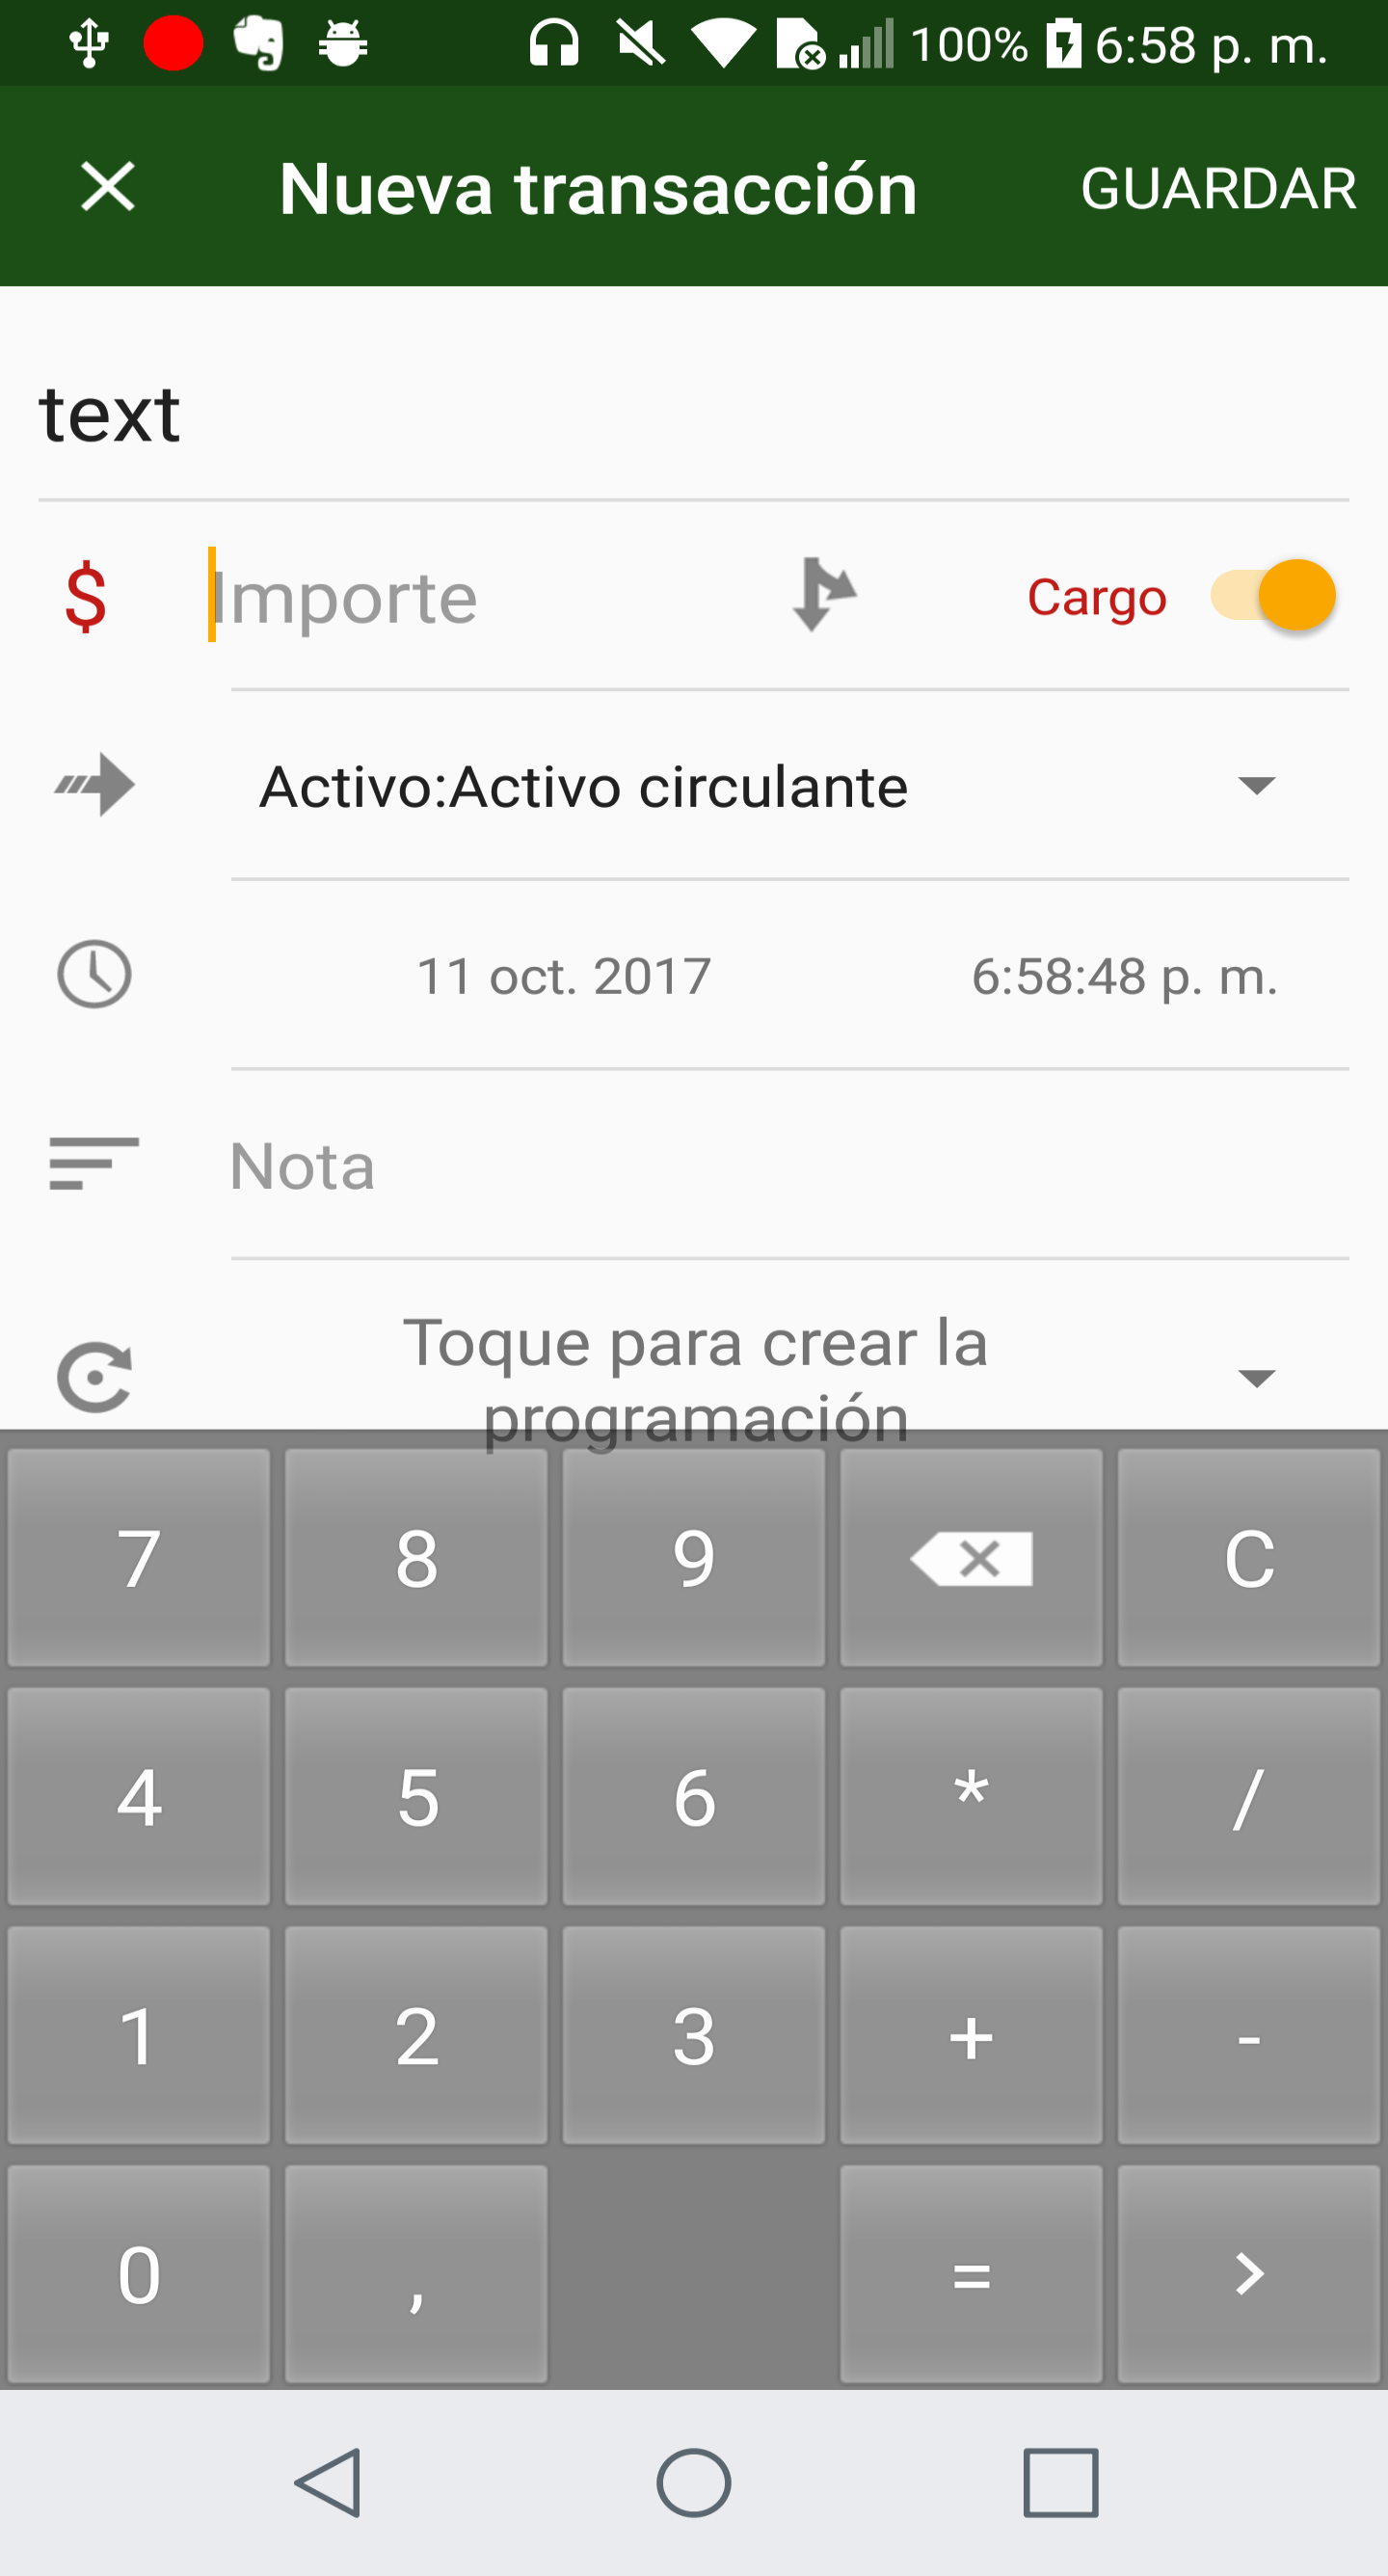 100% 6:58 p. m.
Nueva transacción GUARDAR
text
$ Importe Cargo
Activo:Activo circulante
11 oct. 2017 6:58:48 p. m.
Nota
Toque para crear la
programación
7 8 9 C
4 5 6 * /
1 2 3 + -
0 , = >